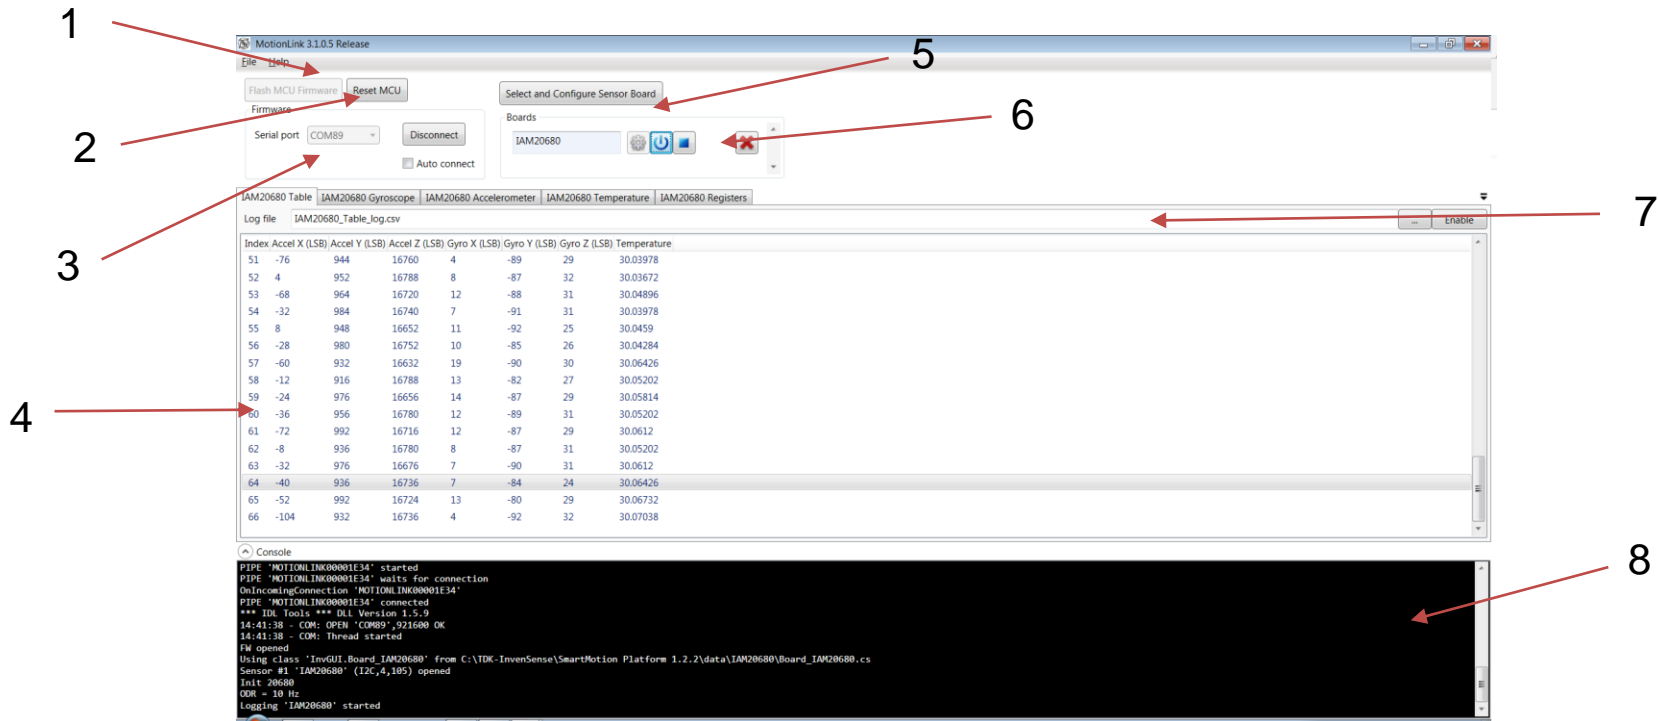 1
MotionLink 3.1.0.5 Release
5
File Help
Flash MCU Firmware Reset MCU Select and Configure Sensor Board
Firmware Boards
6
2
Serial port COM89 Disconnect IAM20680
Auto connect
IAM20680 Table IAM20680 Gyroscope IAM20680 Accelerometer IAM20680 Temperature IAM20680 Registers
7
Log file IAM20680_Table_log.csv ... Enable
Index Accel X (LSB) Accel Y (LSB) Accel Z (LSB) Gyro X (LSB) Gyro Y (LSB) Gyro Z (LSB) Temperature
3
51 -76 944 16760 4 -89 29 30.03978
52 4 952 16788 8 -87 32 30.03672
53 -68 964 16720 12 -88 31 30.04896
54 -32 984 16740 7 -91 31 30.03978
55 8 948 16652 11 -92 25 30.0459
56 -28 980 16752 10 -85 26 30.04284
57 -60 932 16632 19 -90 30 30.06426
58 -12 916 16788 13 -82 27 30.05202
59 -24 976 16656 14 -87 29 30.05814
4
60 -36 956 16780 12 -89 31 30.05202
61 -72 992 16716 12 -87 29 30.0612
62 -8 936 16780 8 -87 31 30.05202
63 -32 976 16676 7 -90 31 30.0612
64 -40 936 16736 7 -84 24 30.06426
65 -52 992 16724 13 -80 29 30.06732
66 -104 932 16736 4 -92 32 30.07038
Console
8
PIPE 'MOTIONLINK00001E34' started
PIPE 'MOTIONLINK00001E34' waits for connection
OnIncomingConnection 'MOTIONLINK00001E34'
PIPE 'MOTIONLINK00001E34' connected
*** IDL Tools *** DLL Version 1.5.9
14:41:38 - COM: OPEN 'COM89',921600 OK
14:41:38 - COM: Thread started
FW opened
Using class 'InvGUI.Board_IAM20680' from C:\TDK-InvenSense\SmartMotion Platform 1.2.2\data\IAM20680\Board_IAM20680.cs
Sensor #1 'IAM20680' (I2C,4,105) opened
Init 20680
ODR = 10 Hz
Logging 'IAM20680' started